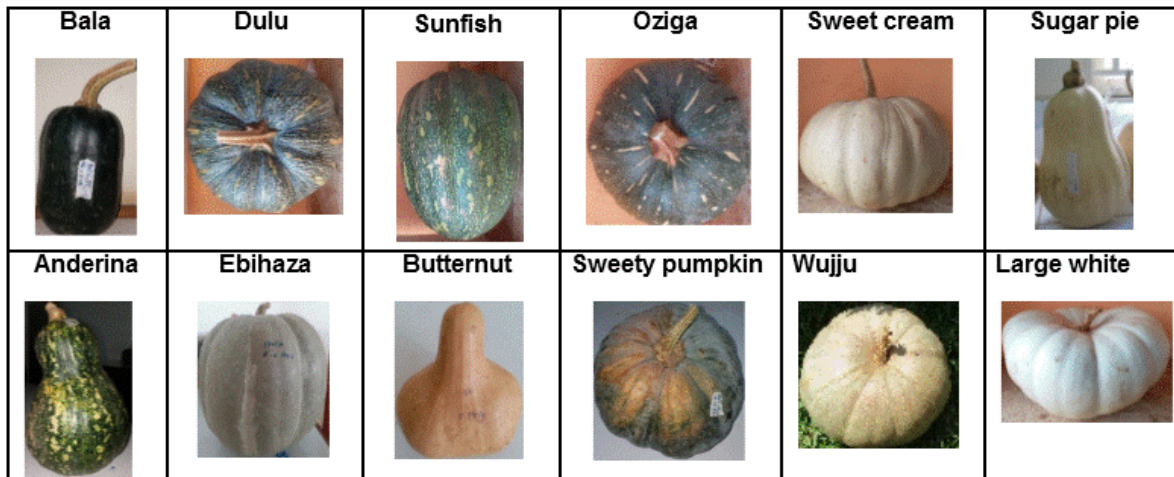 Bala
Dulu
Sunfish
Oziga
Sweet cream
Sugar pie
Anderina
Ebihaza
Butternut
Sweety pumpkin
Wujju
Large white